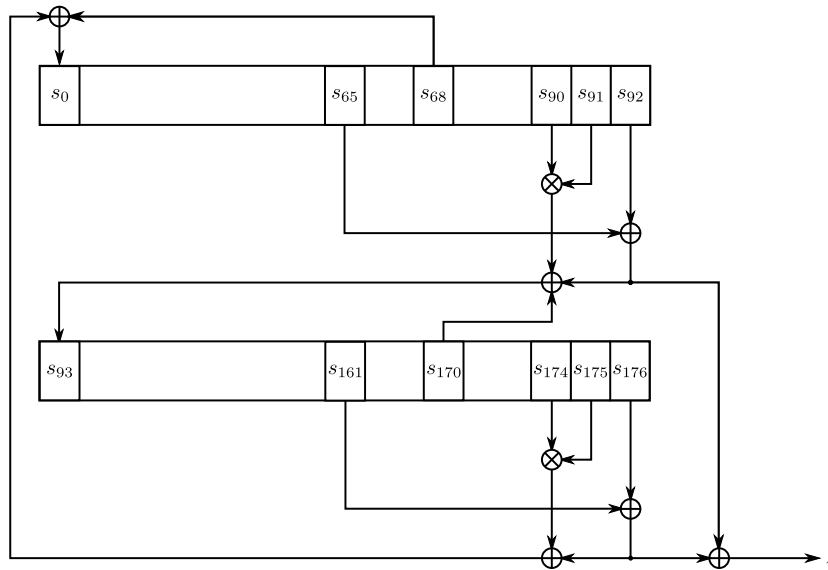 s₀ s₆₅ s₆₈ s₉₀ s₉₁ s₉₂
s₉₃ s₁₆₁ s₁₇₀ s₁₇₄ s₁₇₅ s₁₇₆